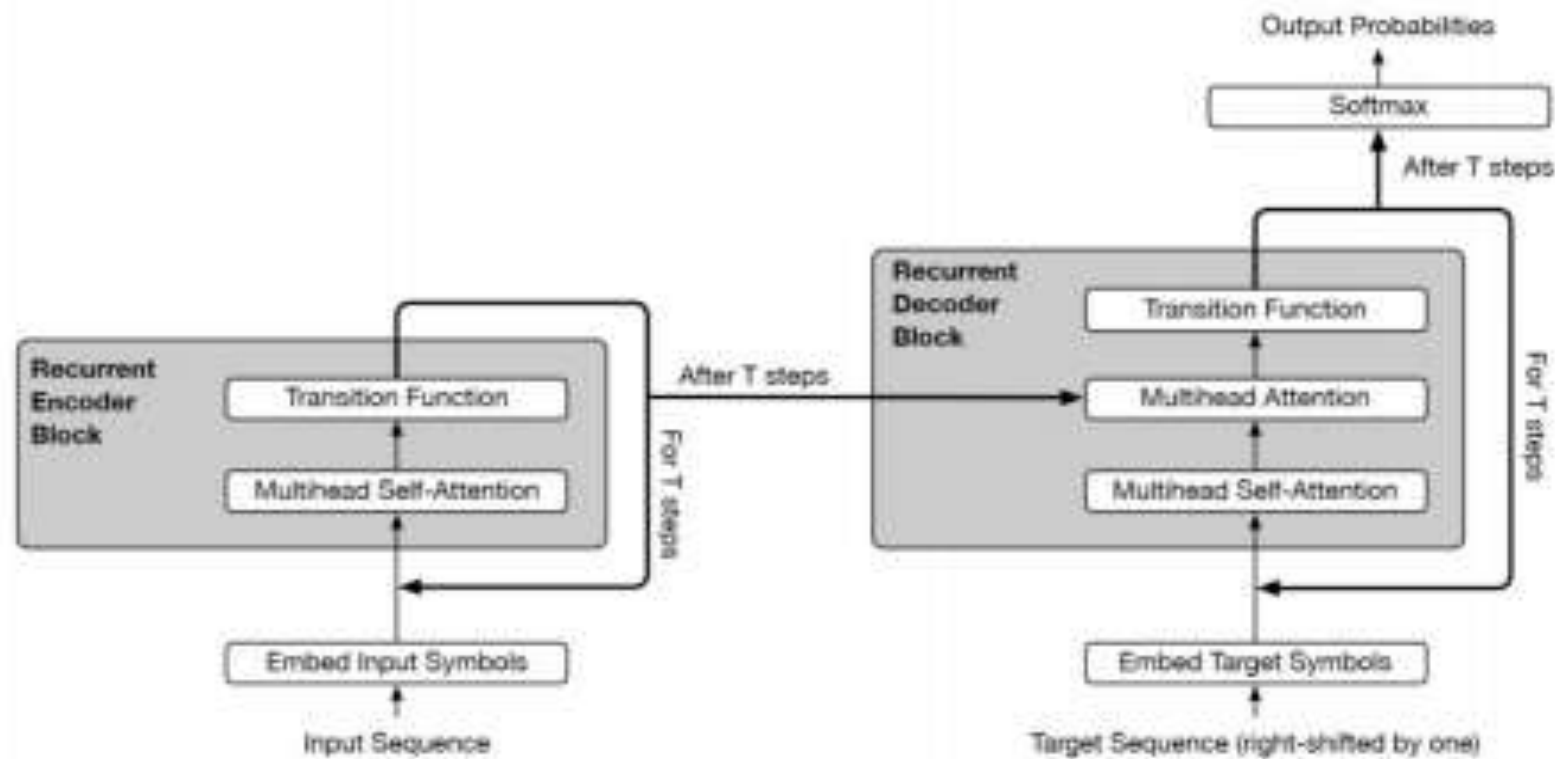 Output Probabilities
Softmax
After T steps
Recurrent
Decoder
Block
Transition Function
Recurrent
Encoder
Block
Transition Function
After T steps
Multihead Attention
For T steps
For T steps
Multihead Self-Attention
Multihead Self-Attention
Embed Input Symbols
Embed Target Symbols
Input Sequence
Target Sequence (right-shifted by one)